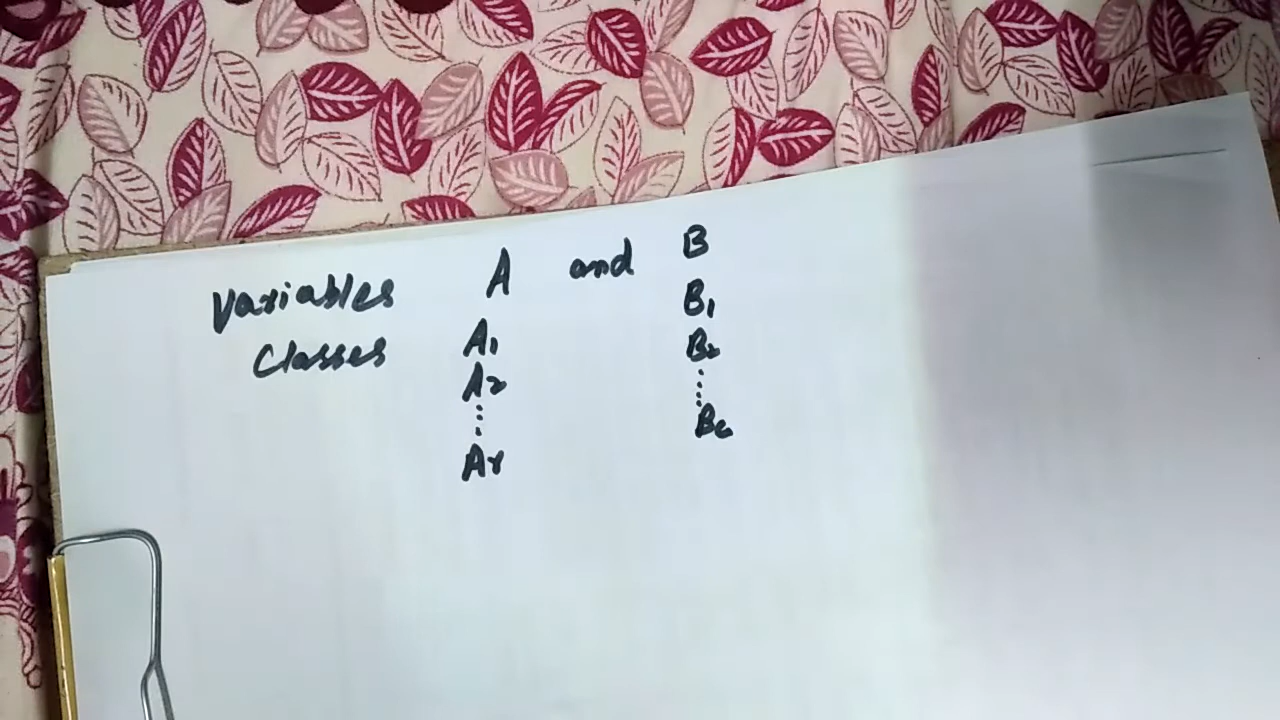 Variables A and B
Classes A1 B1
A2 B2
⋮ ⋮
Ar Bc